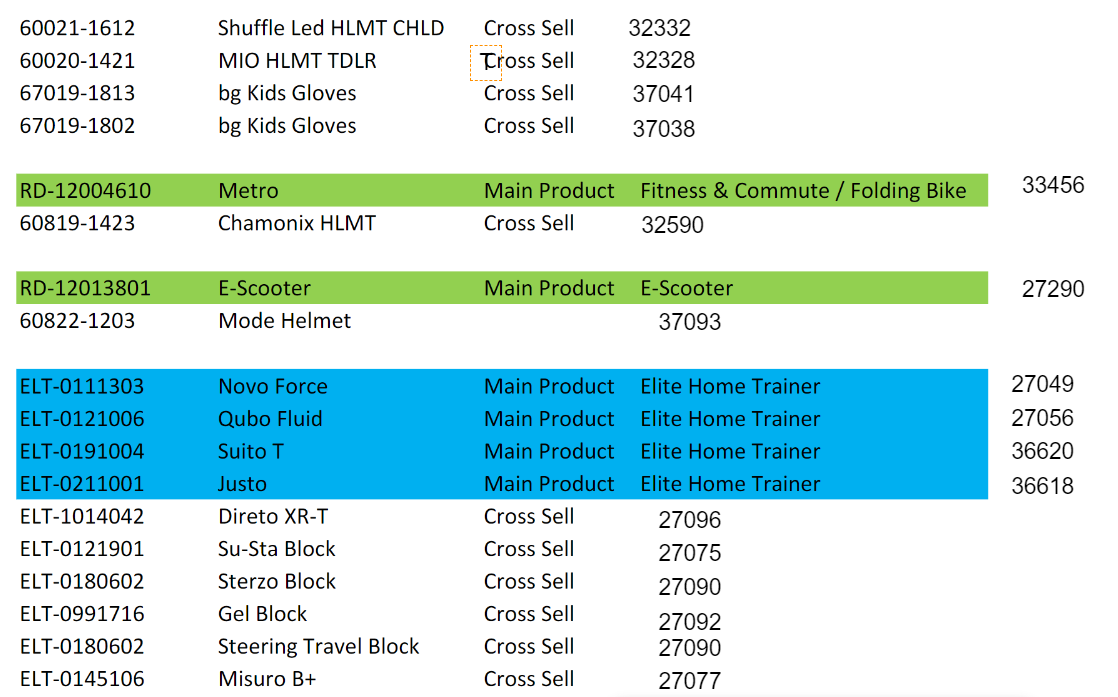 60021-1612 Shuffle Led HLMT CHLD Cross Sell 32332
60020-1421 MIO HLMT TDLR T Cross Sell 32328
67019-1813 bg Kids Gloves Cross Sell 37041
67019-1802 bg Kids Gloves Cross Sell 37038
RD-12004610 Metro Main Product Fitness & Commute / Folding Bike 33456
60819-1423 Chamonix HLMT Cross Sell 32590
RD-12013801 E-Scooter Main Product E-Scooter 27290
60822-1203 Mode Helmet 37093
ELT-0111303 Novo Force Main Product Elite Home Trainer 27049
ELT-0121006 Qubo Fluid Main Product Elite Home Trainer 27056
ELT-0191004 Suito T Main Product Elite Home Trainer 36620
ELT-0211001 Justo Main Product Elite Home Trainer 36618
ELT-1014042 Direto XR-T Cross Sell 27096
ELT-0121901 Su-Sta Block Cross Sell 27075
ELT-0180602 Sterzo Block Cross Sell 27090
ELT-0991716 Gel Block Cross Sell 27092
ELT-0180602 Steering Travel Block Cross Sell 27090
ELT-0145106 Misuro B+ Cross Sell 27077